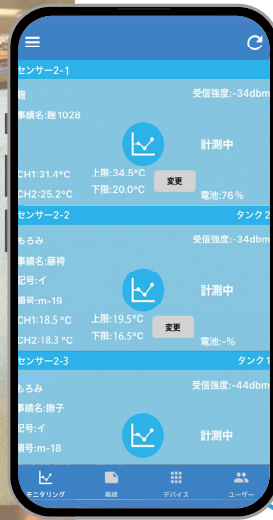 センサー2-1
麹
受信強度:-34dbm
事績名:麹1028
計測中
CH1:31.4°C
上限:34.5°C
変更
CH2:25.2°C
下限:20.0°C
電池:76%
センサー2-2
タンク2
もろみ
受信強度:-34dbm
事績名:藤袴
記号:イ
計測中
番号:m-19
CH1:18.5°C
上限:19.5°C
変更
CH2:18.3°C
下限:16.5°C
電池:-%
センサー2-3
タンク1
もろみ
受信強度:-44dbm
事績名:撫子
記号:イ
計測中
番号:m-18
モニタリング
事績
デバイス
ユーザー